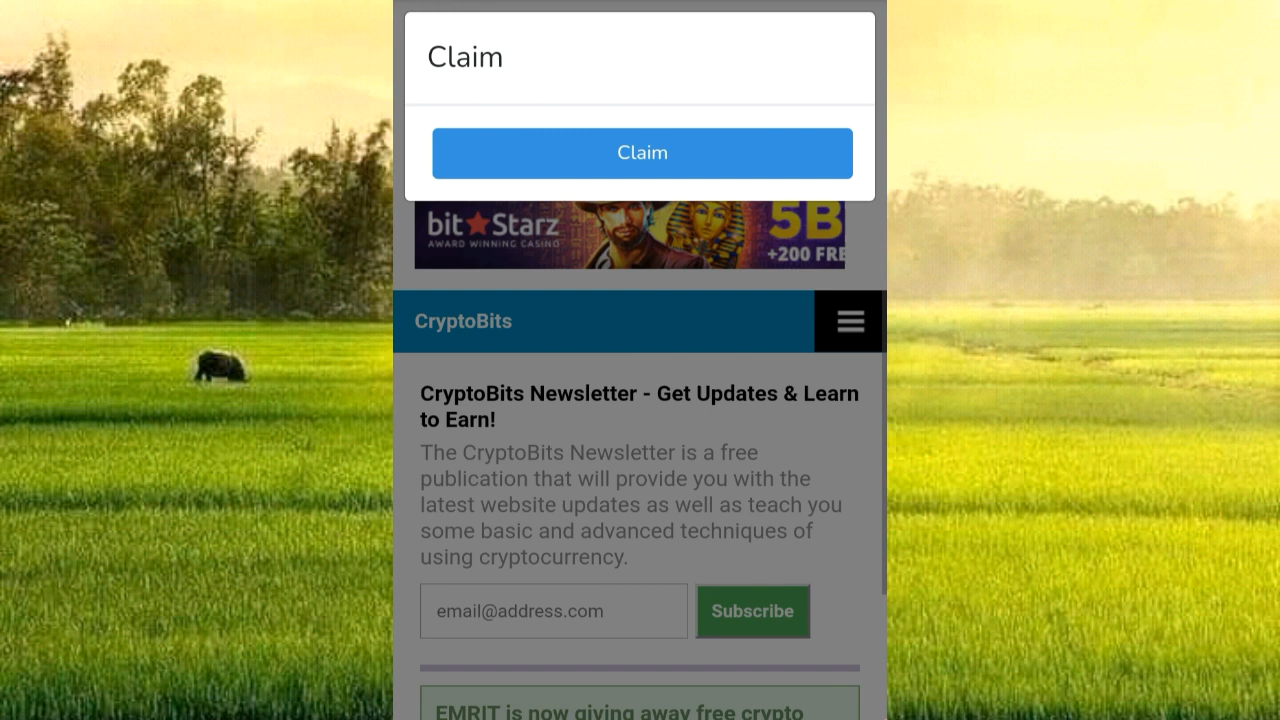 Claim
Claim
bit Starz
AWARD WINNING CASINO
5B
+200 FRE
CryptoBits
CryptoBits Newsletter - Get Updates & Learn
to Earn!
The CryptoBits Newsletter is a free
publication that will provide you with the
latest website updates as well as teach you
some basic and advanced techniques of
using cryptocurrency.
email@address.com
Subscribe
EMRIT is now giving away free crypto